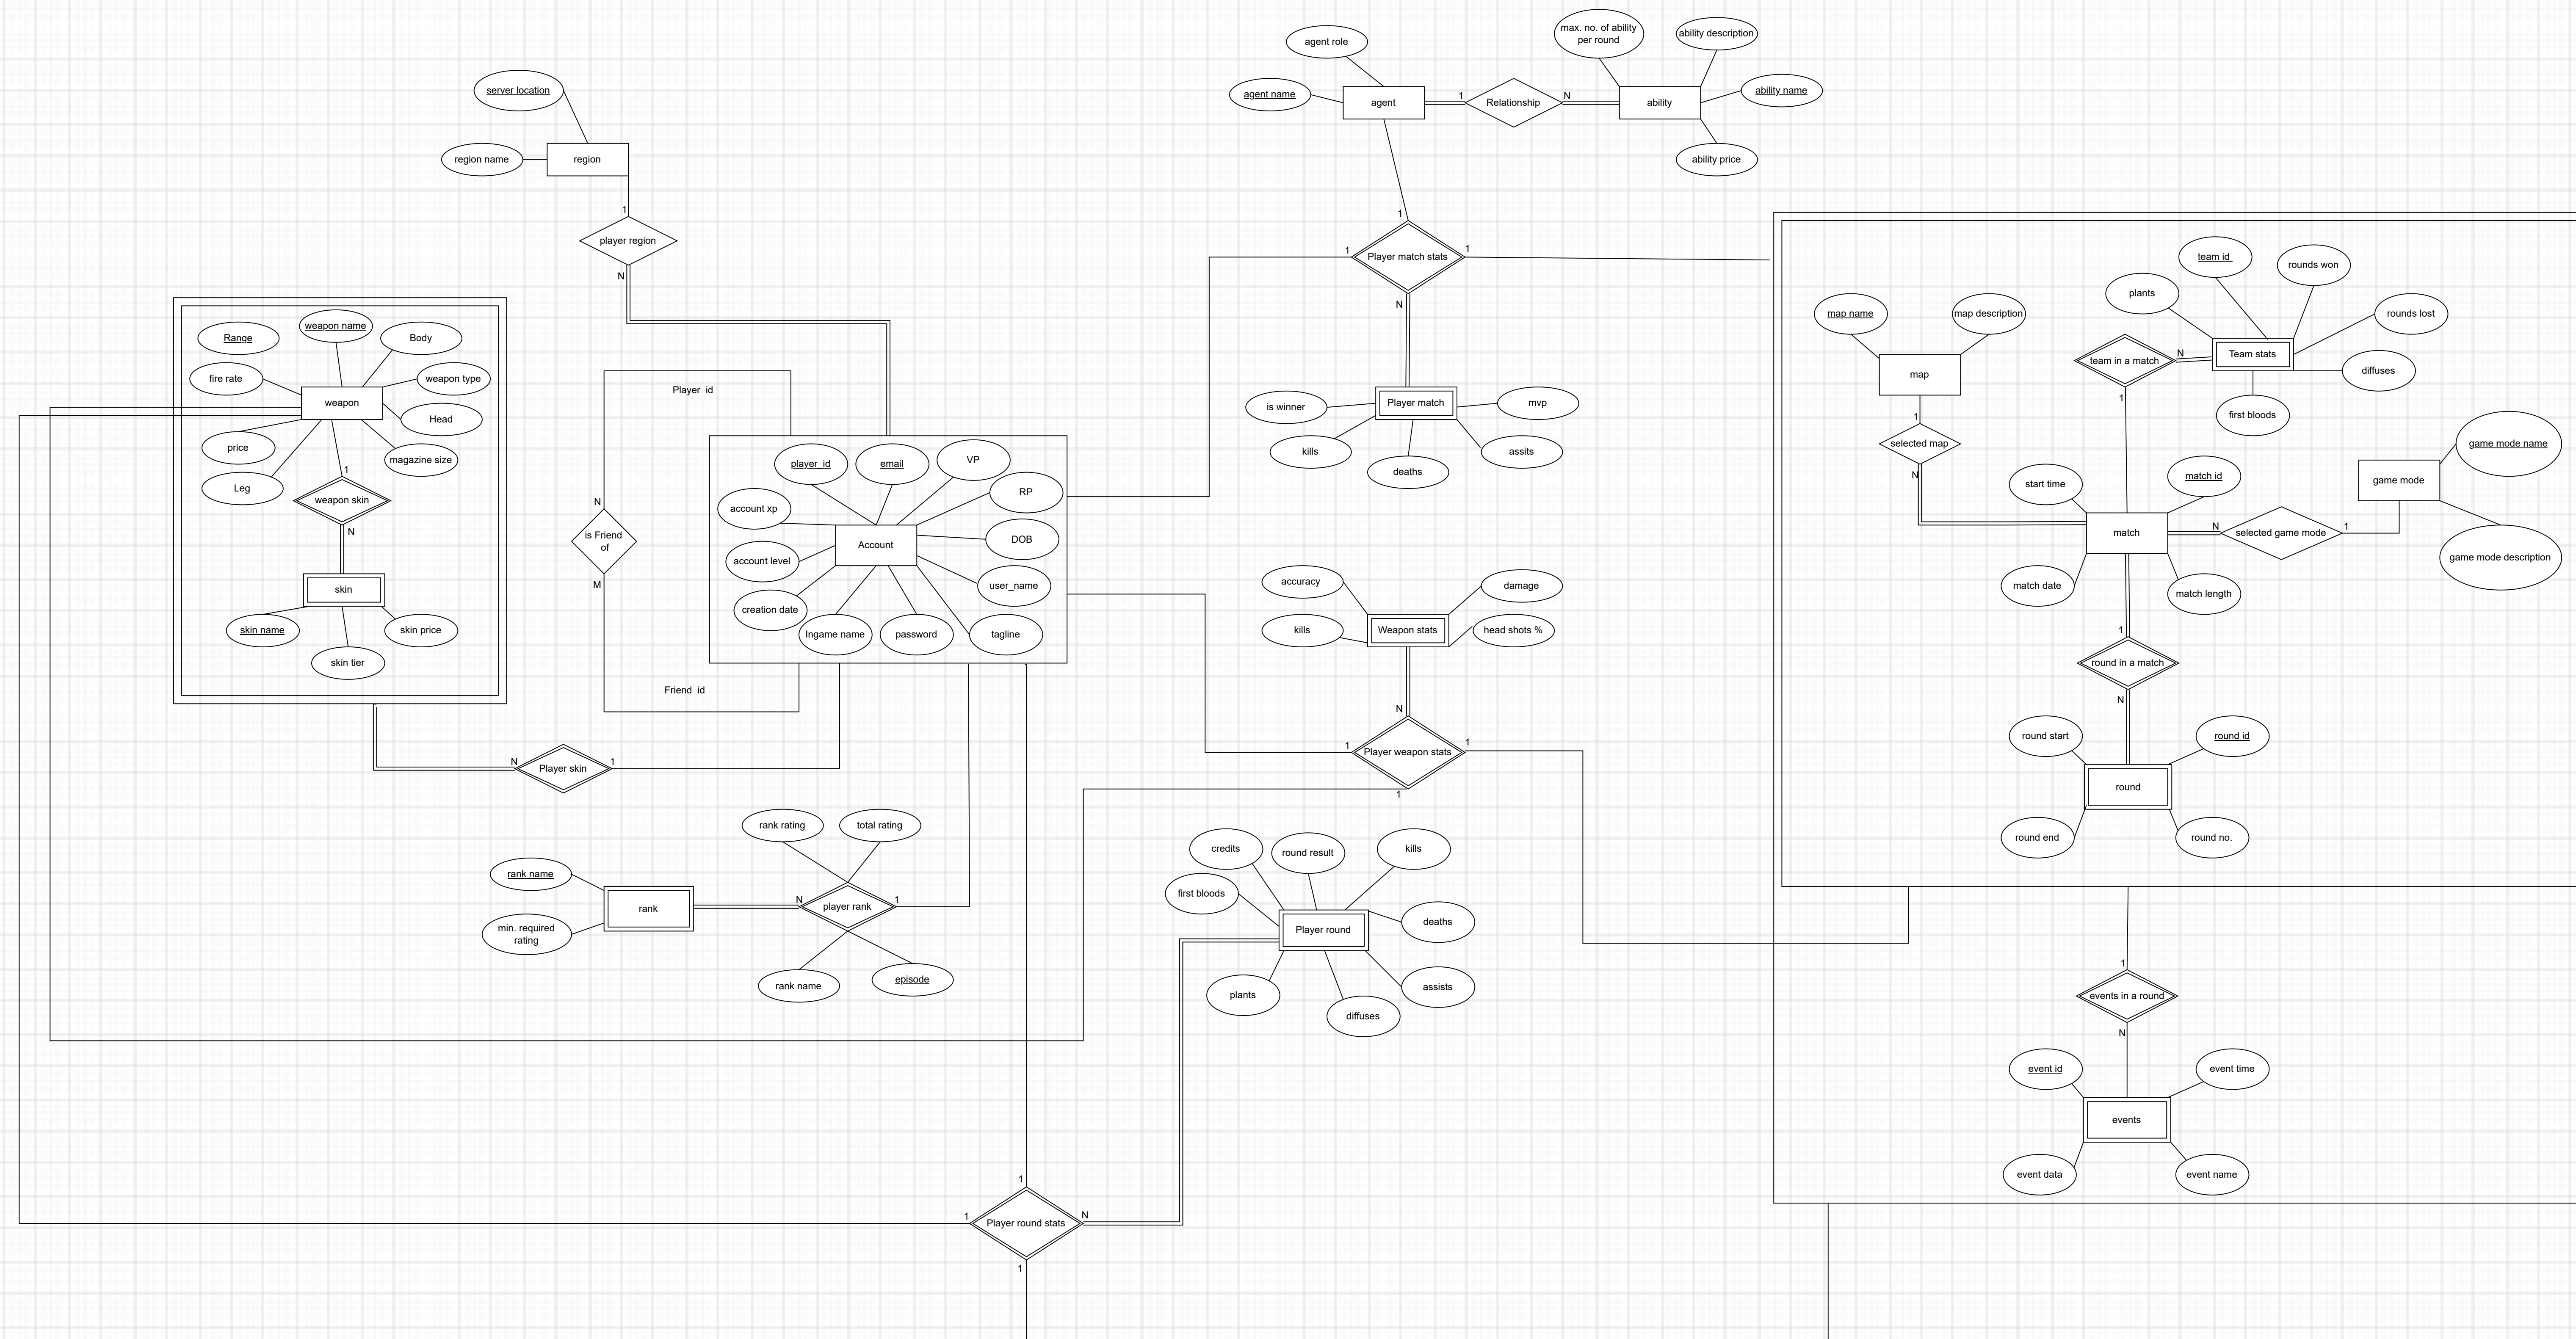 max. no. of ability
per round
ability description
agent role
server location
agent name
agent
1
Relationship
N
ability
ability name
region name
region
ability price
1
player region
N
1
1
Player match stats
1
N
team id
rounds won
plants
map name
map description
rounds lost
team in a match
N
Team stats
diffuses
map
1
first bloods
1
selected map
N
game mode name
game mode
start time
match id
match
N
selected game mode
1
game mode description
match date
match length
1
round in a match
N
round start
round id
round
round end
round no.
Range
weapon name
Body
fire rate
weapon type
weapon
Head
price
magazine size
Leg
1
weapon skin
N
skin
skin name
skin price
skin tier
Player  id
N
is Friend
of
M
Friend  id
player_id
email
VP
RP
account xp
Account
DOB
account level
user_name
creation date
Ingame name
password
tagline
is winner
Player match
mvp
kills
assits
deaths
accuracy
damage
kills
Weapon stats
head shots %
N
1
Player weapon stats
1
1
N
Player skin
1
rank rating
total rating
rank name
rank
N
player rank
1
min. required
rating
rank name
episode
credits
round result
kills
first bloods
Player round
deaths
plants
assists
diffuses
1
events in a round
N
event id
event time
events
event data
event name
1
1
Player round stats
N
1